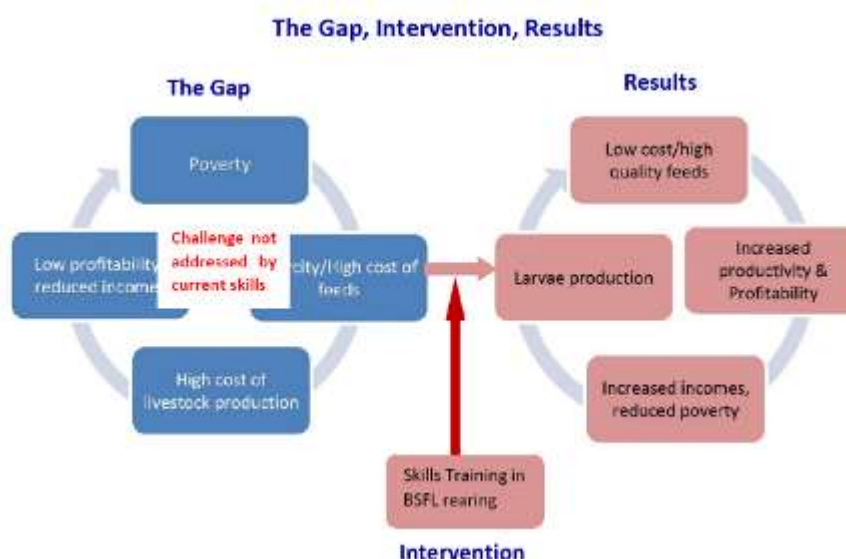 The Gap, Intervention, Results
The Gap
Results
Poverty
Low cost/high
quality feeds
Challenge not
addressed by
current skills
Low profitability
reduced income
High cost of
feeds
Larvae production
Increased
productivity &
Profitability
High cost of
livestock production
Increased incomes,
reduced poverty
Skills Training in
BSFL rearing
Intervention